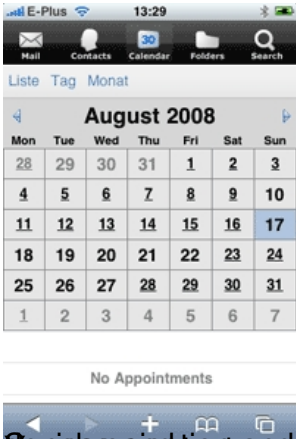 E-Plus 13:29
Mail Contacts Calendar 30 Folders Search
Liste Tag Monat
August 2008
Mon Tue Wed Thu Fri Sat Sun
28 29 30 31 1 2 3
4 5 6 7 8 9 10
11 12 13 14 15 16 17
18 19 20 21 22 23 24
25 26 27 28 29 30 31
1 2 3 4 5 6 7
No Appointments